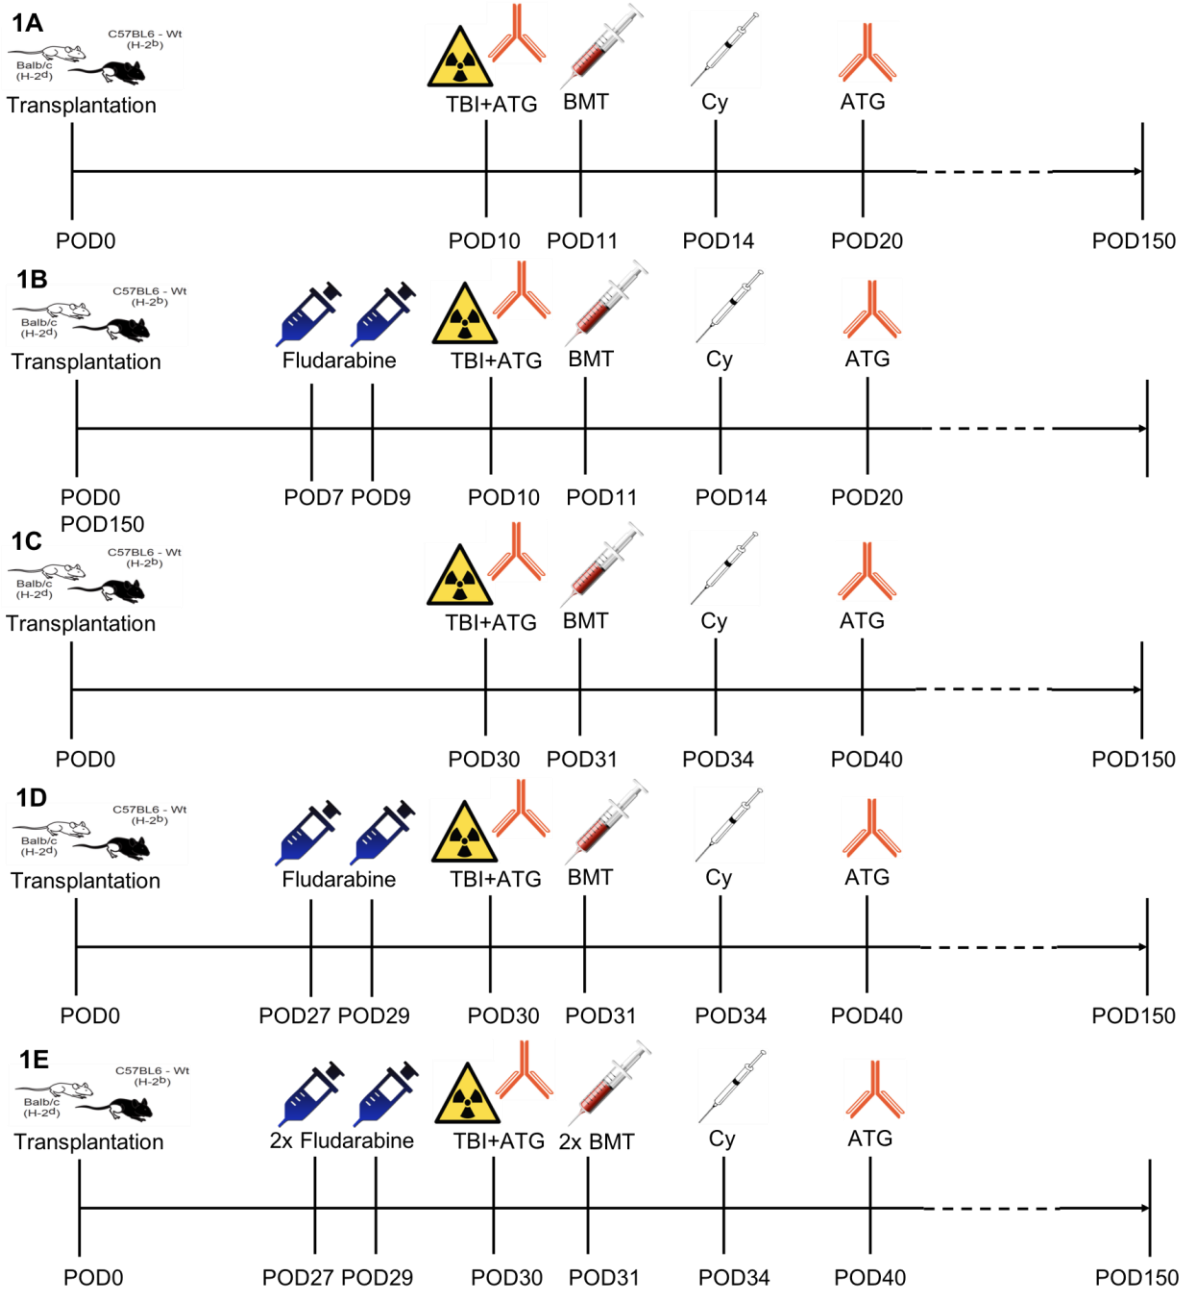 1A
C57BL6 - Wt
(H-2b)
Balb/c
(H-2d)
Transplantation
TBI+ATG
BMT
Cy
ATG
POD0
POD10
POD11
POD14
POD20
POD150
1B
C57BL6 - Wt
(H-2b)
Balb/c
(H-2d)
Transplantation
Fludarabine
TBI+ATG
BMT
Cy
ATG
POD0
POD7
POD9
POD10
POD11
POD14
POD20
POD150
1C
C57BL6 - Wt
(H-2b)
Balb/c
(H-2d)
Transplantation
TBI+ATG
BMT
Cy
ATG
POD0
POD30
POD31
POD34
POD40
POD150
1D
C57BL6 - Wt
(H-2b)
Balb/c
(H-2d)
Transplantation
Fludarabine
TBI+ATG
BMT
Cy
ATG
POD0
POD27
POD29
POD30
POD31
POD34
POD40
POD150
1E
C57BL6 - Wt
(H-2b)
Balb/c
(H-2d)
Transplantation
2x Fludarabine
TBI+ATG
2x BMT
Cy
ATG
POD0
POD27
POD29
POD30
POD31
POD34
POD40
POD150